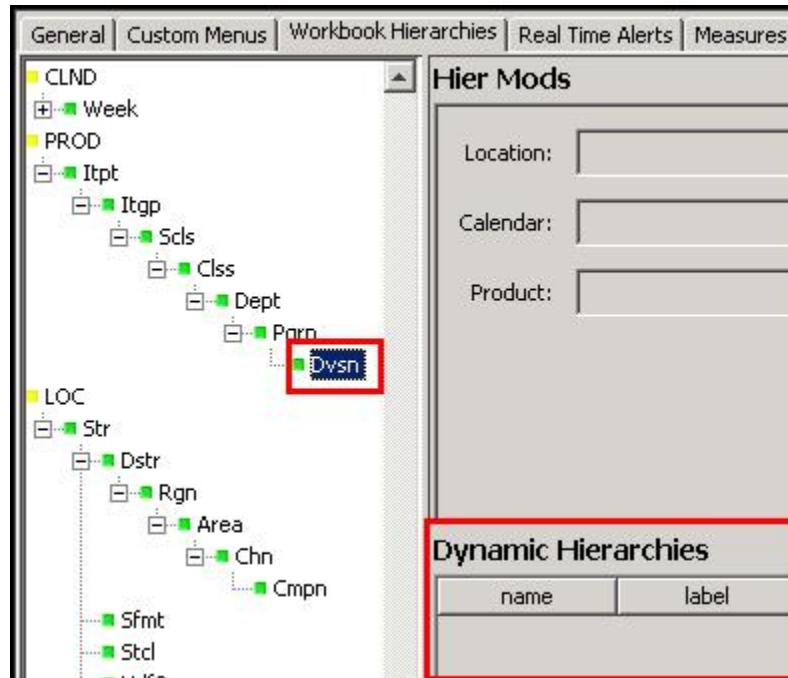 General
Custom Menus
Workbook Hierarchies
Real Time Alerts
Measures
CLND
Week
PROD
Itpt
Itgp
Scls
Clss
Dept
Pgrp
Dvsn
LOC
Str
Dstr
Rgn
Area
Chn
Cmpn
Sfmt
Stcl
Hier Mods
Location:
Calendar:
Product:
Dynamic Hierarchies
name
label